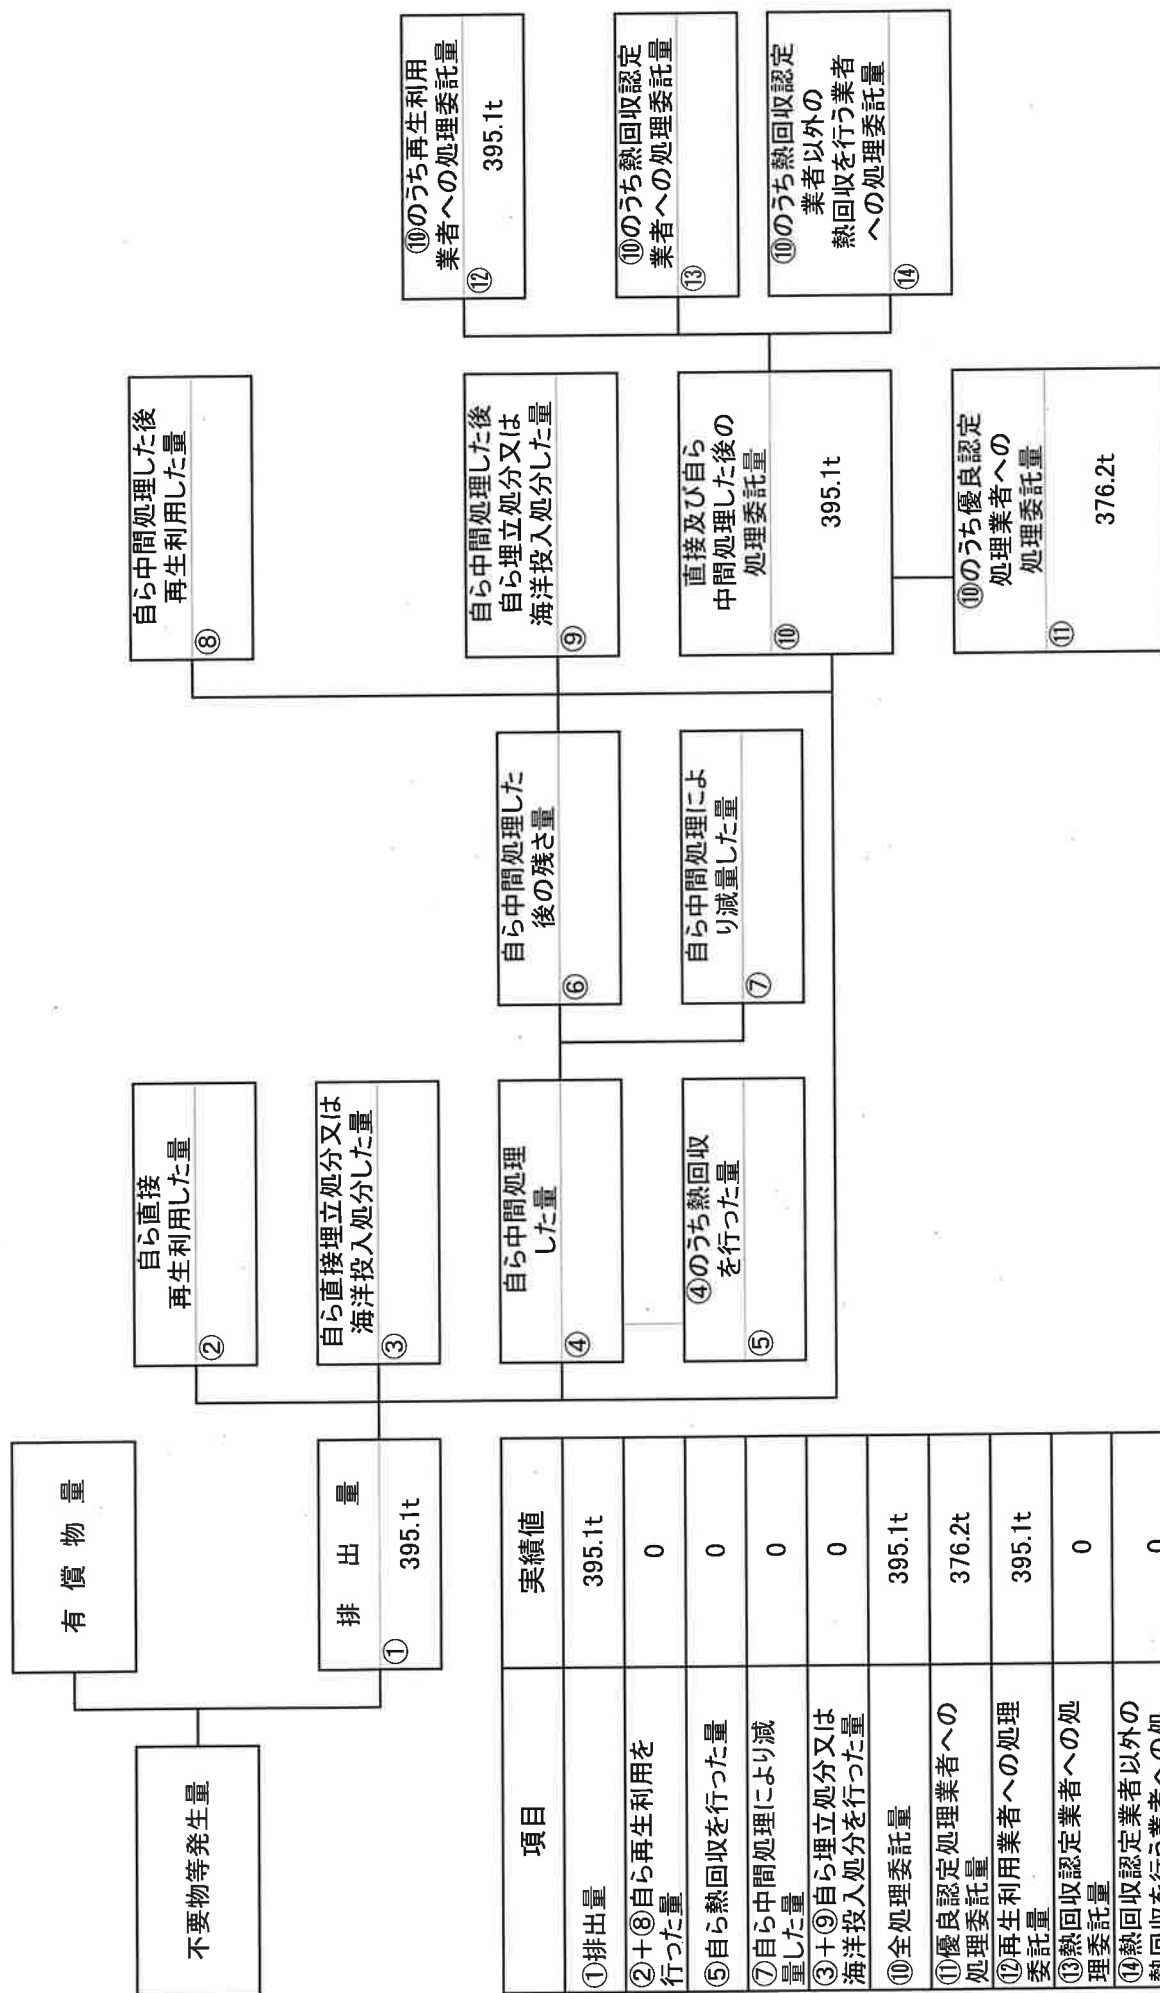 不要物等発生量
有償物量
排出量
①
395.1t
自ら直接
再生利用した量
②
自ら直接埋立処分又は
海洋投入処分した量
③
自ら中間処理
した量
④
④のうち熱回収
を行った量
⑤
自ら中間処理した
後の残さ量
⑥
自ら中間処理によ
り減量した量
⑦
自ら中間処理した後
再生利用した量
⑧
自ら中間処理した後
自ら埋立処分又は
海洋投入処分した量
⑨
直接及び自ら
中間処理した後の
処理委託量
⑩
395.1t
⑩のうち優良認定
処理業者への
処理委託量
⑪
376.2t
⑩のうち再生利用
業者への処理委託量
⑫
395.1t
⑩のうち熱回収認定
業者への処理委託量
⑬
⑩のうち熱回収認定
業者以外の
熱回収を行う業者
への処理委託量
⑭
項目 実績値
①排出量 395.1t
②+⑧自ら再生利用を
行った量 0
⑤自ら熱回収を行った量 0
⑦自ら中間処理により減
量した量 0
③+⑨自ら埋立処分又は
海洋投入処分を行った量 0
⑩全処理委託量 395.1t
⑪優良認定処理業者への
処理委託量 376.2t
⑫再生利用業者への処理
委託量 395.1t
⑬熱回収認定業者への処
理委託量 0
⑭熱回収認定業者以外の
熱回収を行う業者への処 0